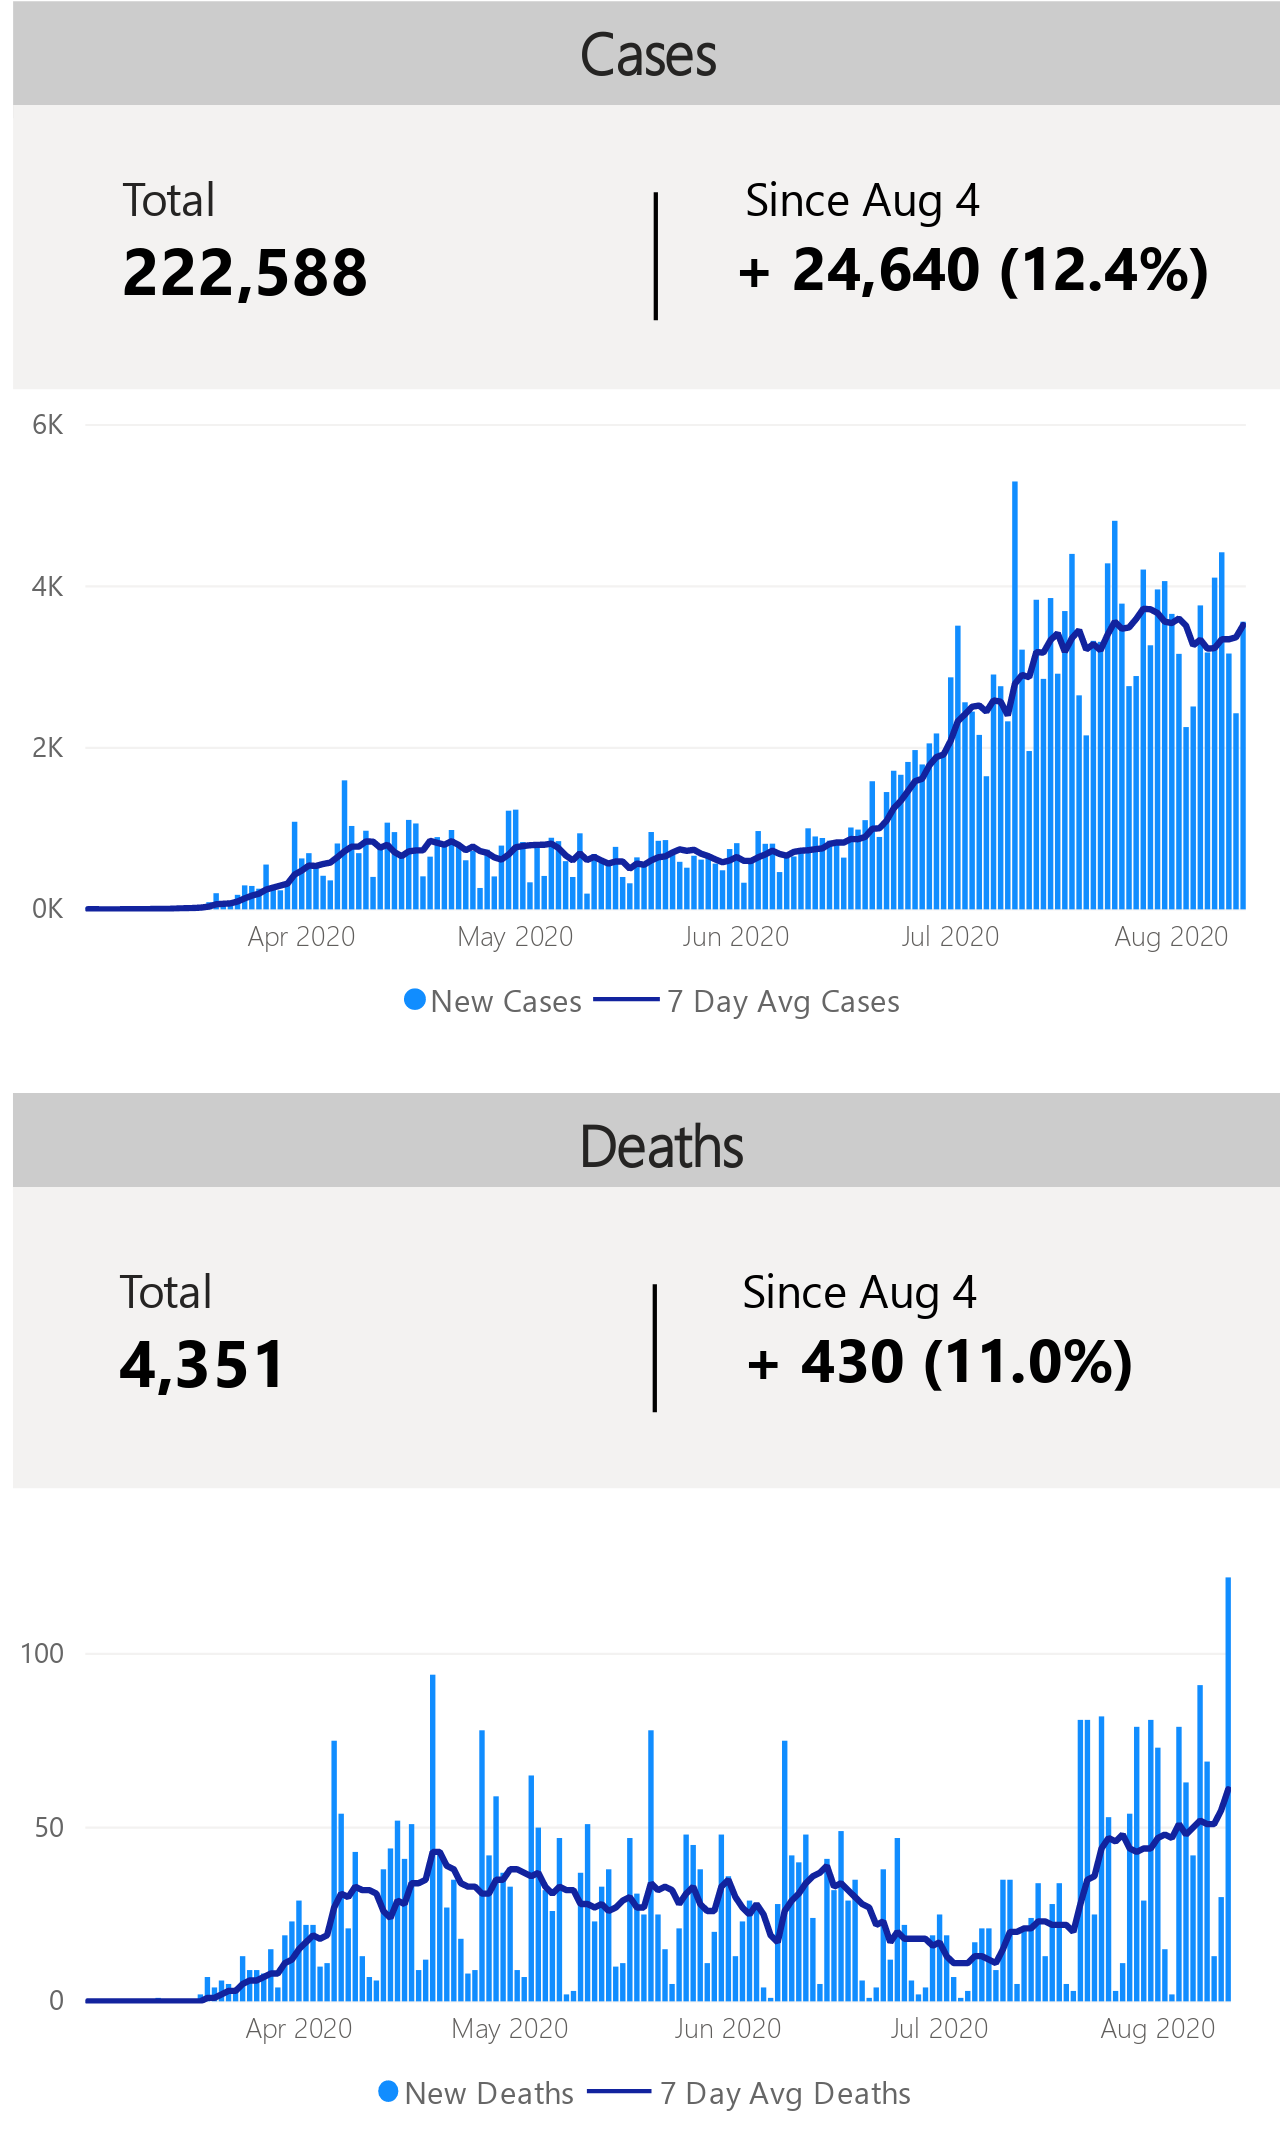 Cases
Total
222,588
Since Aug 4
+ 24,640 (12.4%)
6K
4K
2K
0K
Apr 2020 May 2020 Jun 2020 Jul 2020 Aug 2020
New Cases 7 Day Avg Cases
Deaths
Total
4,351
Since Aug 4
+ 430 (11.0%)
100
50
0
Apr 2020 May 2020 Jun 2020 Jul 2020 Aug 2020
New Deaths 7 Day Avg Deaths